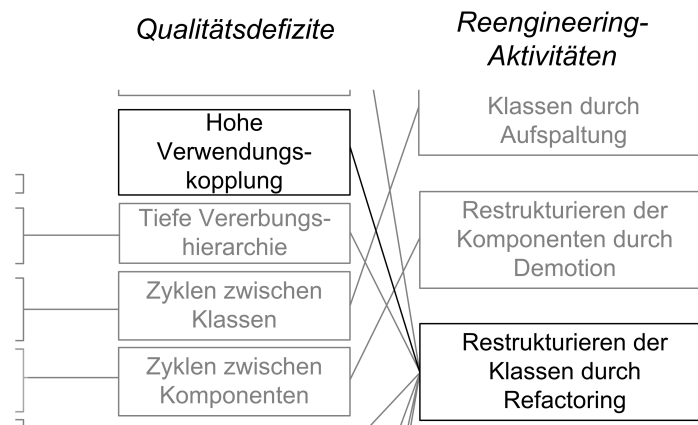 Qualitätsdefizite
Reengineering-
Aktivitäten
Hohe
Verwendungs-
kopplung
Tiefe Vererbungs-
hierarchie
Zyklen zwischen
Klassen
Zyklen zwischen
Komponenten
Klassen durch
Aufspaltung
Restrukturieren der
Komponenten durch
Demotion
Restrukturieren der
Klassen durch
Refactoring